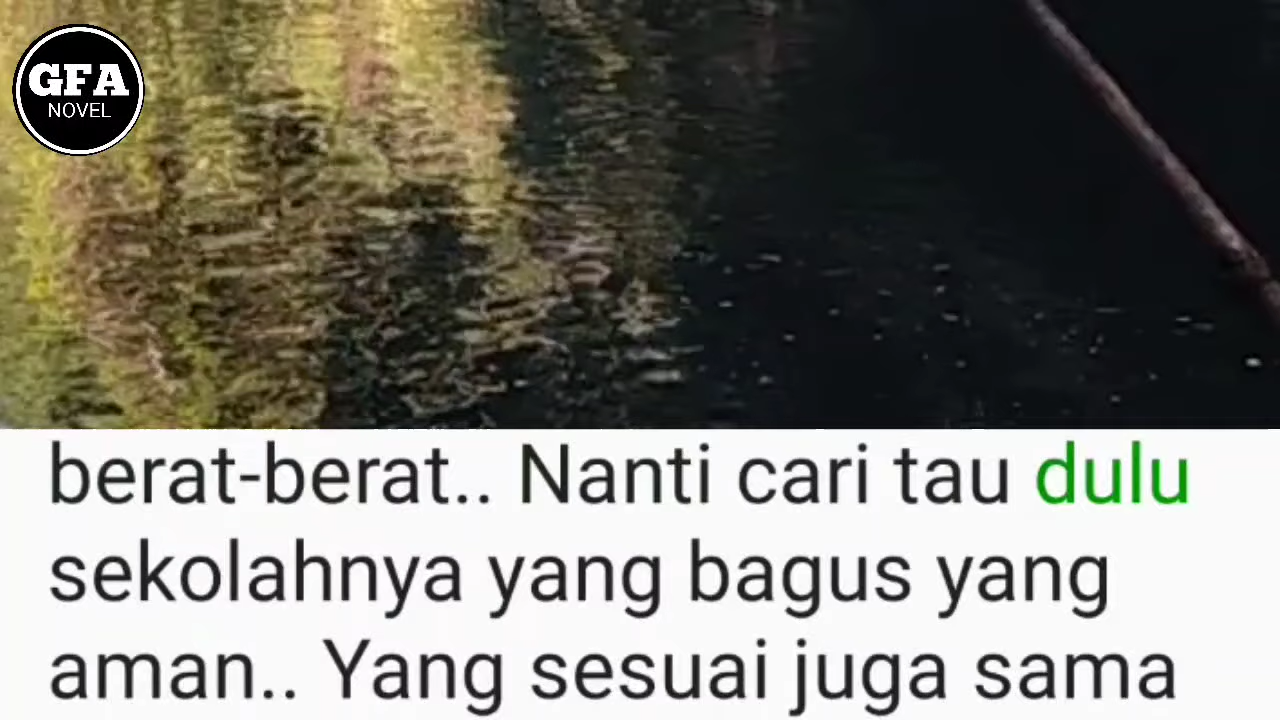 GFA
NOVEL
berat-berat.. Nanti cari tau dulu
sekolahnya yang bagus yang
aman.. Yang sesuai juga sama